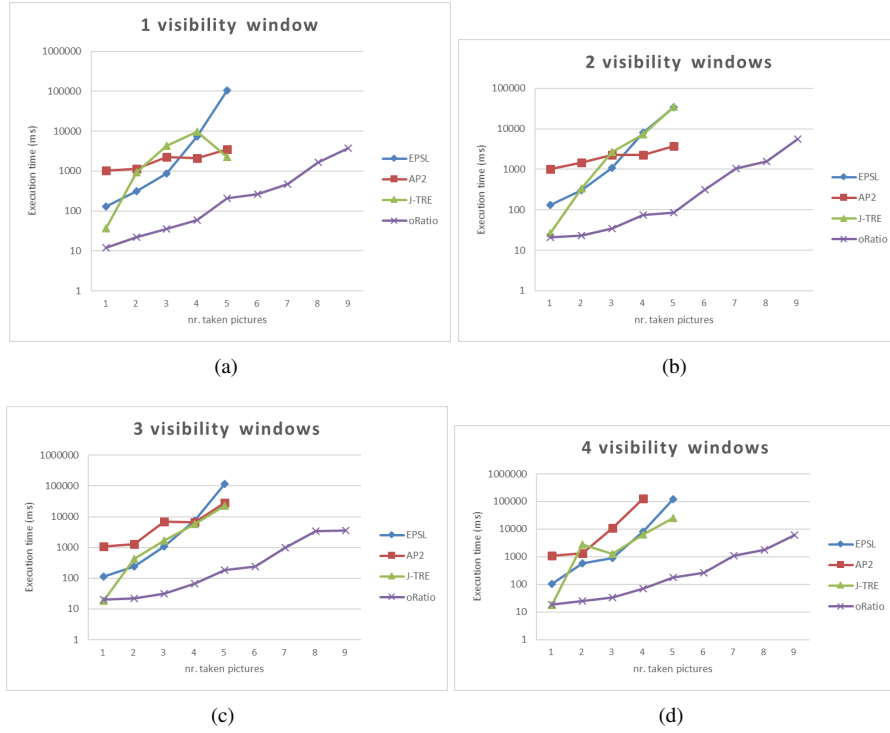 1 visibility window
1000000
100000
10000
1000
100
10
1
Execution time (ms)
1 2 3 4 5 6 7 8 9
nr. taken pictures
EPSL
AP2
J-TRE
oRatio
(a)
2 visibility windows
100000
10000
1000
100
10
1
Execution time (ms)
1 2 3 4 5 6 7 8 9
nr. taken pictures
EPSL
AP2
J-TRE
oRatio
(b)
3 visibility windows
1000000
100000
10000
1000
100
10
1
Execution time (ms)
1 2 3 4 5 6 7 8 9
nr. taken pictures
EPSL
AP2
J-TRE
oRatio
(c)
4 visibility windows
1000000
100000
10000
1000
100
10
1
Execution time (ms)
1 2 3 4 5 6 7 8 9
nr. taken pictures
EPSL
AP2
J-TRE
oRatio
(d)